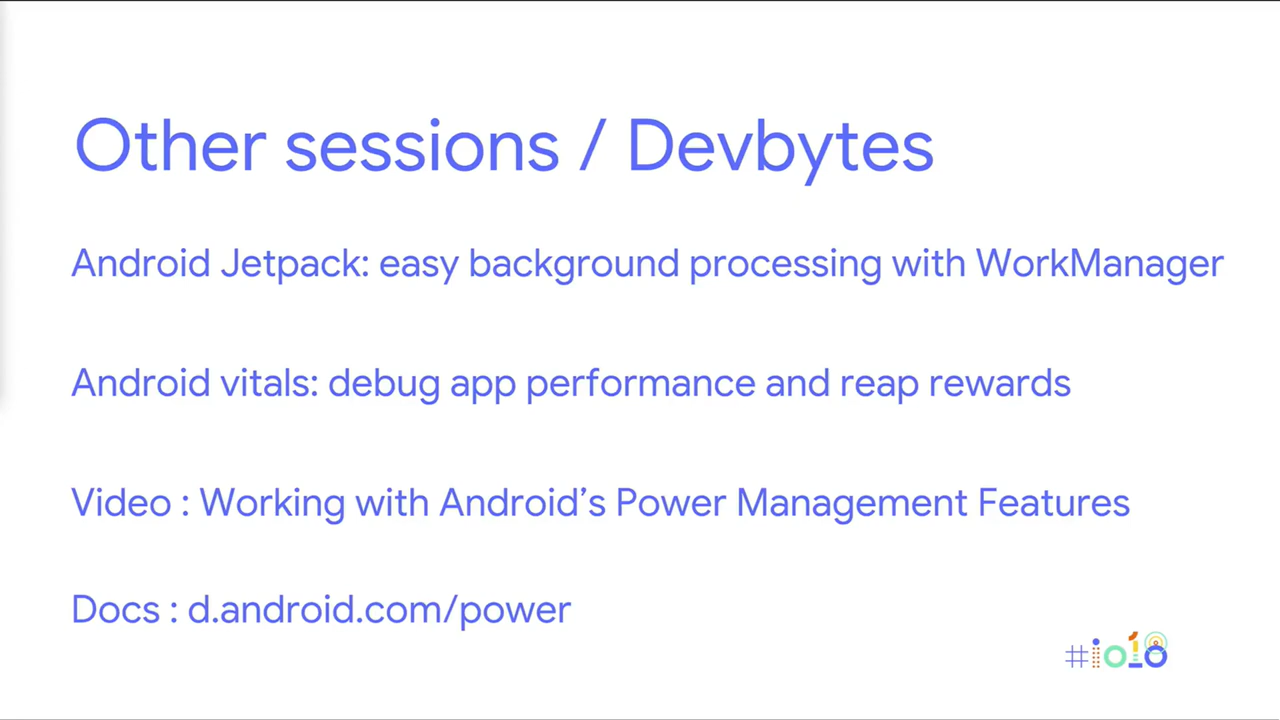 Other sessions / Devbytes
Android Jetpack: easy background processing with WorkManager
Android vitals: debug app performance and reap rewards
Video : Working with Android’s Power Management Features
Docs : d.android.com/power
#io18